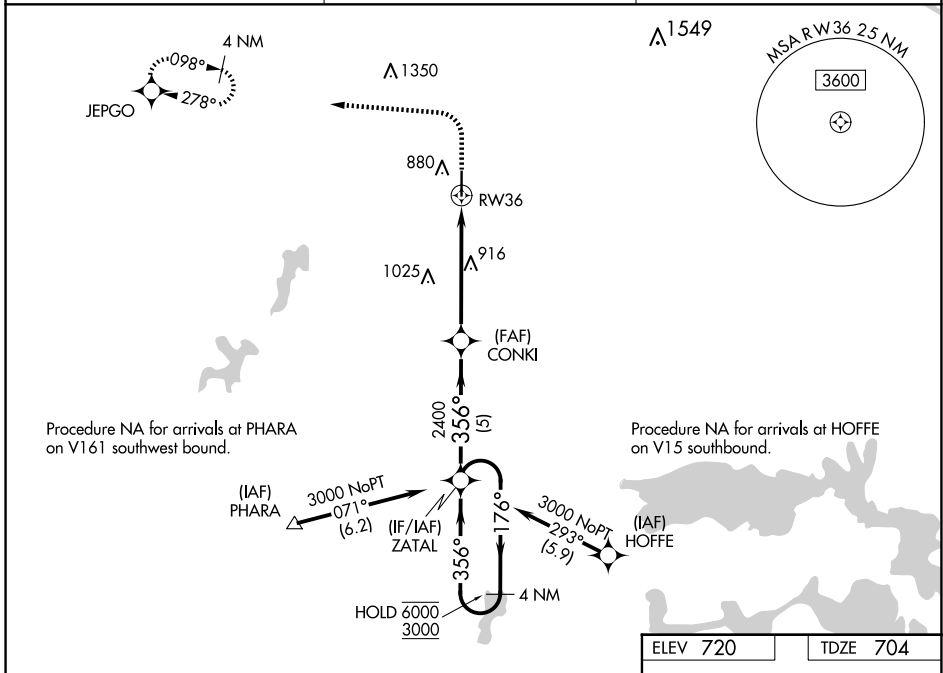 1549
MSA RW36 25 NM
3600
4 NM
098°
278°
JEPGO
1350
880
RW36
916
1025
(FAF)
CONKI
2400
356°
(5)
Procedure NA for arrivals at PHARA
on V161 southwest bound.
Procedure NA for arrivals at HOFFE
on V15 southbound.
(IAF)
PHARA
3000 NoPT
071°
(6.2)
(IF/IAF)
ZATAL
176°
356°
3000 NoPT
293°
(5.9)
(IAF)
HOFFE
4 NM
HOLD 6000
3000
ELEV 720
TDZE 704